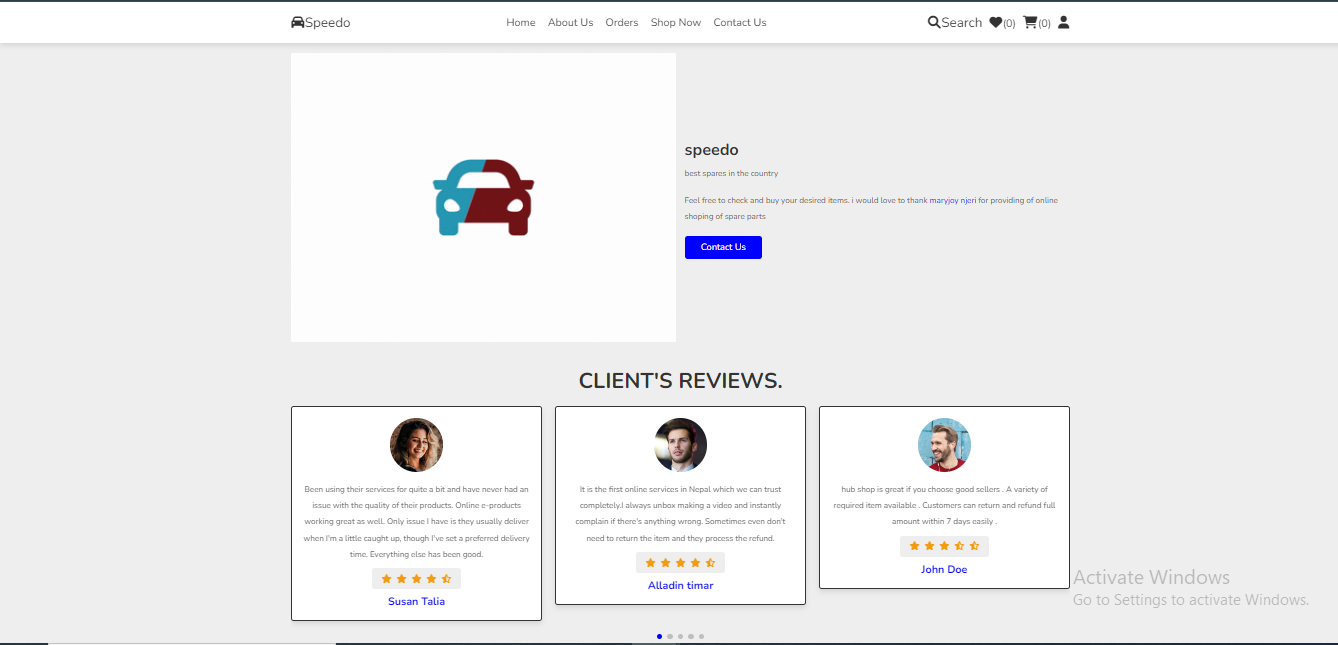 Speedo
Home About Us Orders Shop Now Contact Us
Search (0) (0)
speedo
best spares in the country
Feel free to check and buy your desired items. i would love to thank maryjoy njeri for providing of online
shoping of spare parts
Contact Us
CLIENT'S REVIEWS.
Been using their services for quite a bit and have never had an
issue with the quality of their products. Online e-products
working great as well. Only issue I have is they usually deliver
when I'm a little caught up, though I've set a preferred delivery
time. Everything else has been good.
Susan Talia
It is the first online services in Nepal which we can trust
completely.I always unbox making a video and instantly
complain if there's anything wrong. Sometimes even don't
need to return the item and they process the refund.
Alladin timar
hub shop is great if you choose good sellers . A variety of
required item available . Customers can return and refund full
amount within 7 days easily .
John Doe
Activate Windows
Go to Settings to activate Windows.